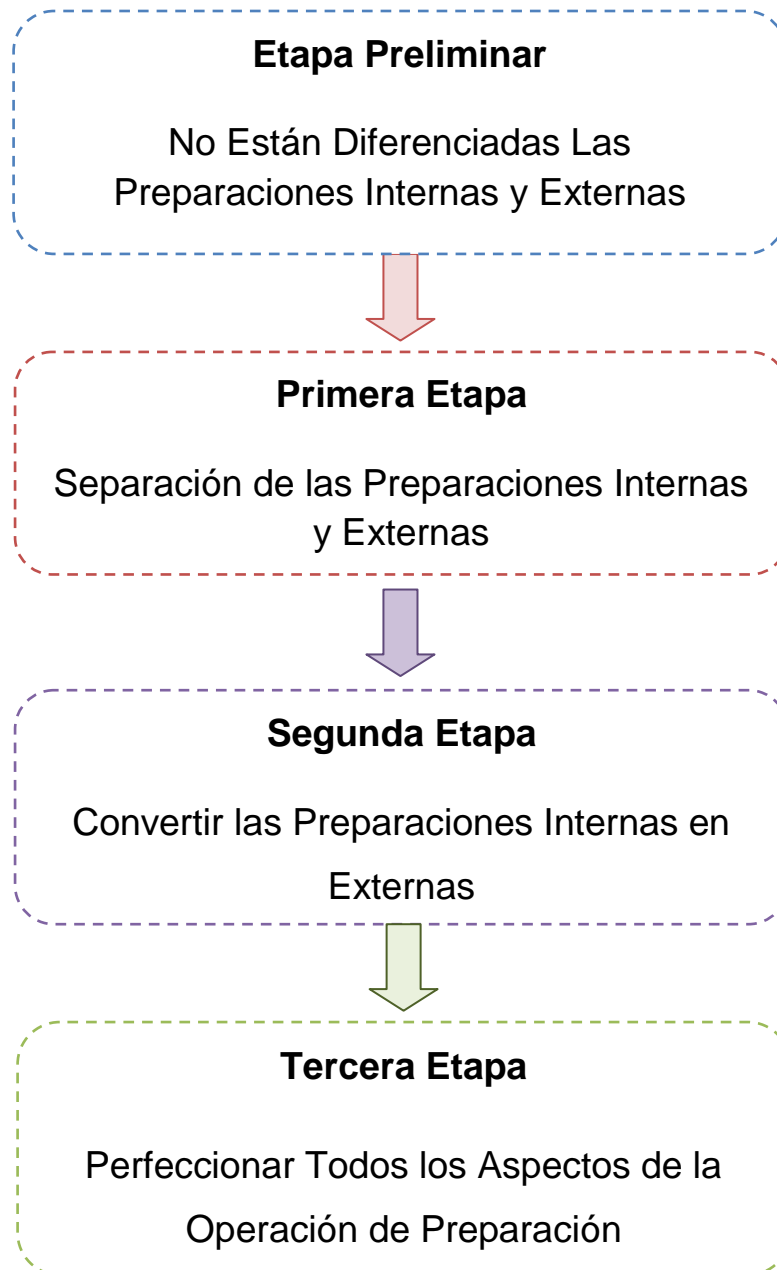 Etapa Preliminar
No Están Diferenciadas Las
Preparaciones Internas y Externas
Primera Etapa
Separación de las Preparaciones Internas
y Externas
Segunda Etapa
Convertir las Preparaciones Internas en
Externas
Tercera Etapa
Perfeccionar Todos los Aspectos de la
Operación de Preparación